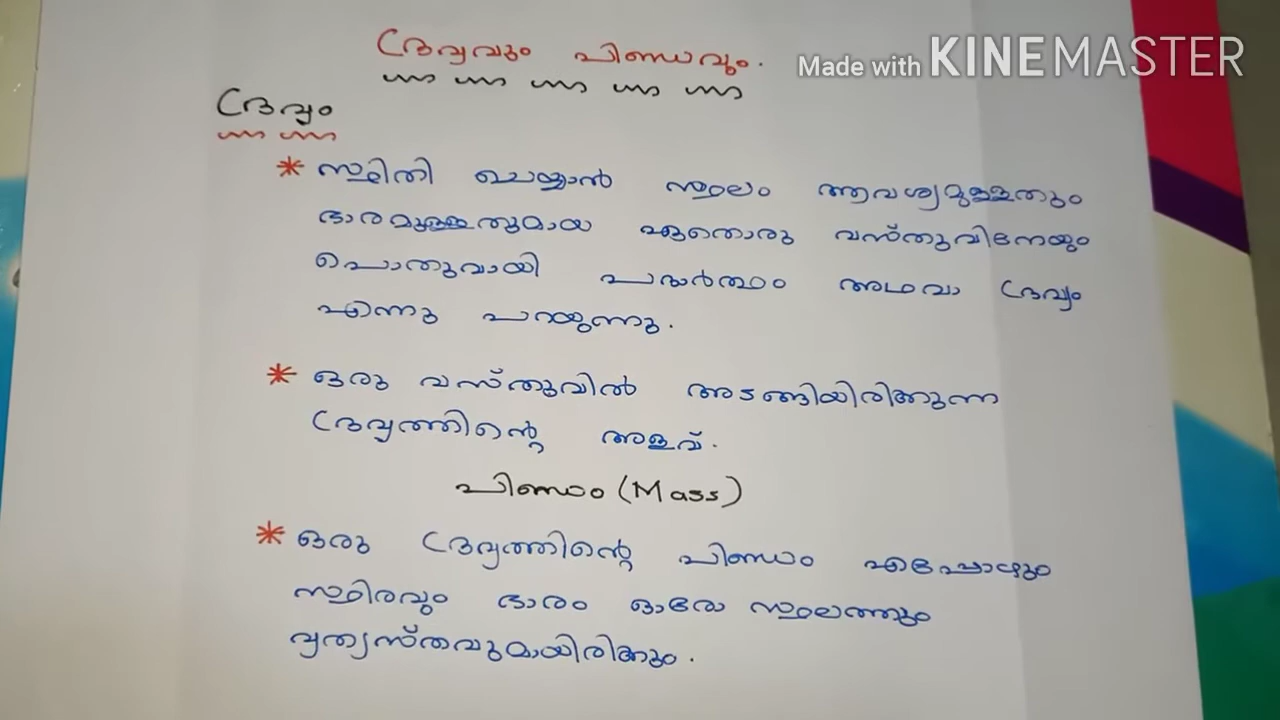 ദ്രവ്യവും പിണ്ഡവും.
Made with KINEMASTER
ദ്രവ്യം
* സ്ഥിതി ചെയ്യാൻ സ്ഥലം ആവശ്യമുള്ളതും
ഭാരമുള്ളതുമായ ഏതൊരു വസ്തുവിനേയും
പൊതുവായി പദാർത്ഥം അഥവാ ദ്രവ്യം
എന്നു പറയുന്നു.
* ഒരു വസ്തുവിൽ അടങ്ങിയിരിക്കുന്ന
ദ്രവ്യത്തിന്റെ അളവ്.
പിണ്ഡം (Mass)
* ഒരു ദ്രവ്യത്തിന്റെ പിണ്ഡം എപ്പോഴും
സ്ഥിരവും ഭാരം ഓരോ സ്ഥലത്തും
വ്യത്യസ്തവുമായിരിക്കും.